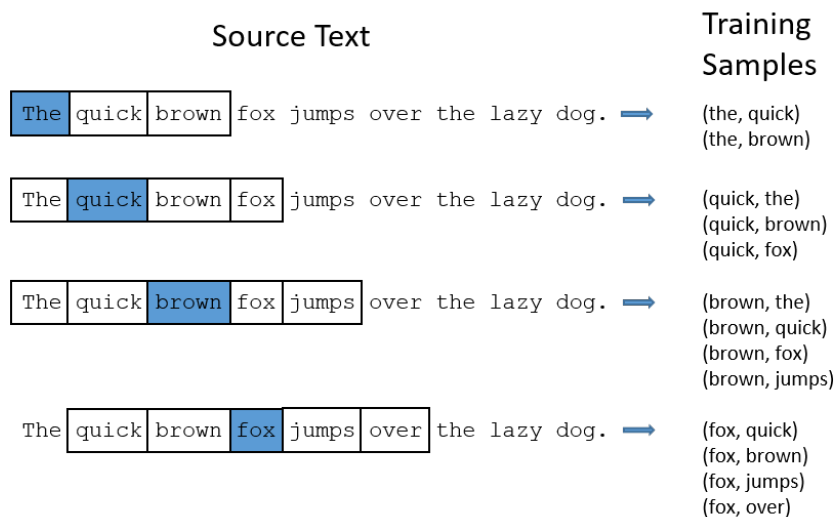 Source Text
Training
Samples
The quick brown fox jumps over the lazy dog.
(the, quick)
(the, brown)
The quick brown fox jumps over the lazy dog.
(quick, the)
(quick, brown)
(quick, fox)
The quick brown fox jumps over the lazy dog.
(brown, the)
(brown, quick)
(brown, fox)
(brown, jumps)
The quick brown fox jumps over the lazy dog.
(fox, quick)
(fox, brown)
(fox, jumps)
(fox, over)